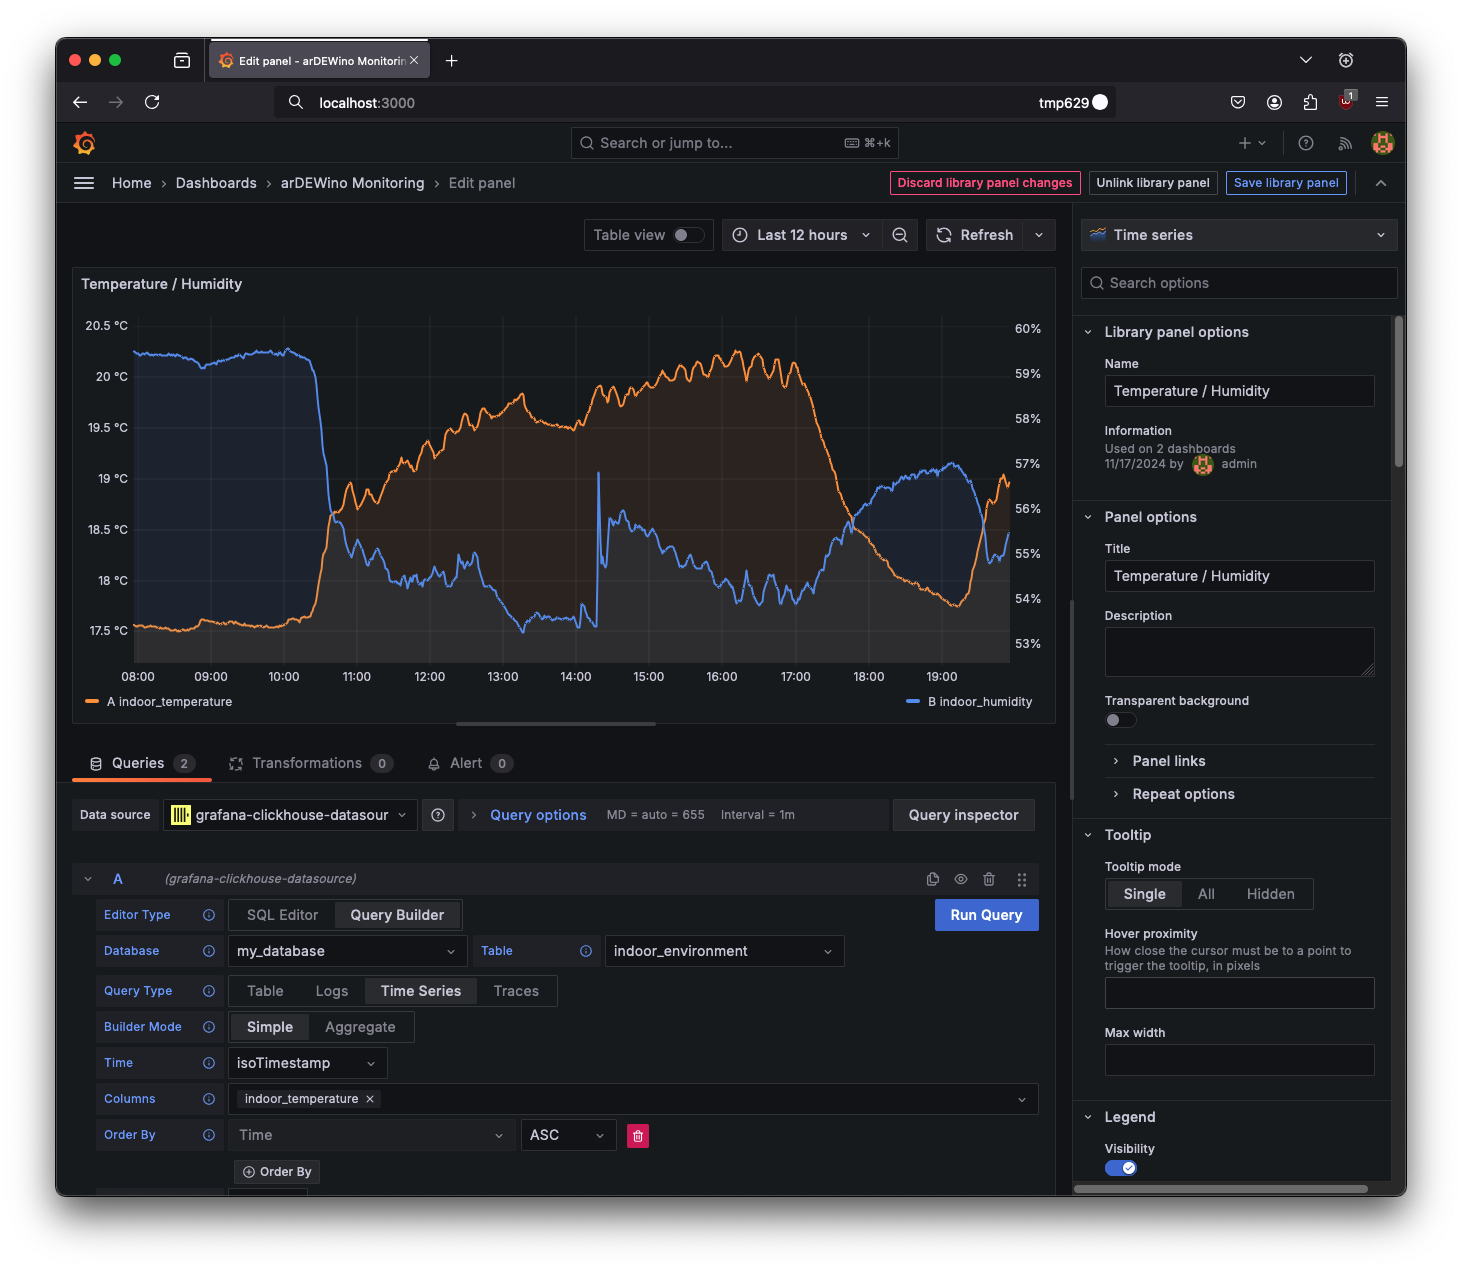 Edit panel - arDEWino Monitorin
localhost:3000
tmp629
1
Search or jump to...
⌘+k
Home › Dashboards › arDEWino Monitoring › Edit panel
Discard library panel changes
Unlink library panel
Save library panel
Table view
Last 12 hours
Refresh
Time series
Temperature / Humidity
20.5 °C
20 °C
19.5 °C
19 °C
18.5 °C
18 °C
17.5 °C
60%
59%
58%
57%
56%
55%
54%
53%
08:00 09:00 10:00 11:00 12:00 13:00 14:00 15:00 16:00 17:00 18:00 19:00
A indoor_temperature
B indoor_humidity
Queries 2
Transformations 0
Alert 0
Data source
grafana-clickhouse-datasour
Query options
MD = auto = 655
Interval = 1m
Query inspector
A
(grafana-clickhouse-datasource)
Editor Type
SQL Editor
Query Builder
Run Query
Database
my_database
Table
indoor_environment
Query Type
Table
Logs
Time Series
Traces
Builder Mode
Simple
Aggregate
Time
isoTimestamp
Columns
indoor_temperature
Order By
Time
ASC
Order By
Search options
Library panel options
Name
Temperature / Humidity
Information
Used on 2 dashboards
11/17/2024 by admin
Panel options
Title
Temperature / Humidity
Description
Transparent background
Panel links
Repeat options
Tooltip
Tooltip mode
Single
All
Hidden
Hover proximity
How close the cursor must be to a point to
trigger the tooltip, in pixels
Max width
Legend
Visibility